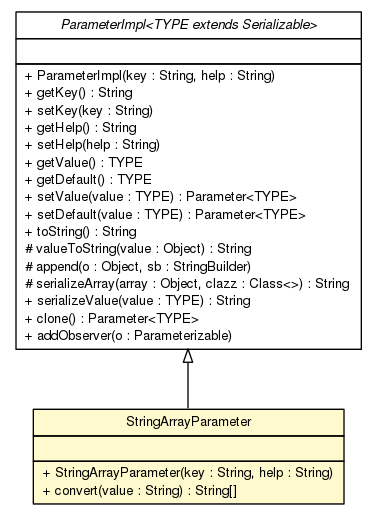 ParameterImpl<TYPE extends Serializable>
+ ParameterImpl(key : String, help : String)
+ getKey() : String
+ setKey(key : String)
+ getHelp() : String
+ setHelp(help : String)
+ getValue() : TYPE
+ getDefault() : TYPE
+ setValue(value : TYPE) : Parameter<TYPE>
+ setDefault(value : TYPE) : Parameter<TYPE>
+ toString() : String
# valueToString(value : Object) : String
# append(o : Object, sb : StringBuilder)
# serializeArray(array : Object, clazz : Class<>) : String
+ serializeValue(value : TYPE) : String
+ clone() : Parameter<TYPE>
+ addObserver(o : Parameterizable)
StringArrayParameter
+ StringArrayParameter(key : String, help : String)
+ convert(value : String) : String[]